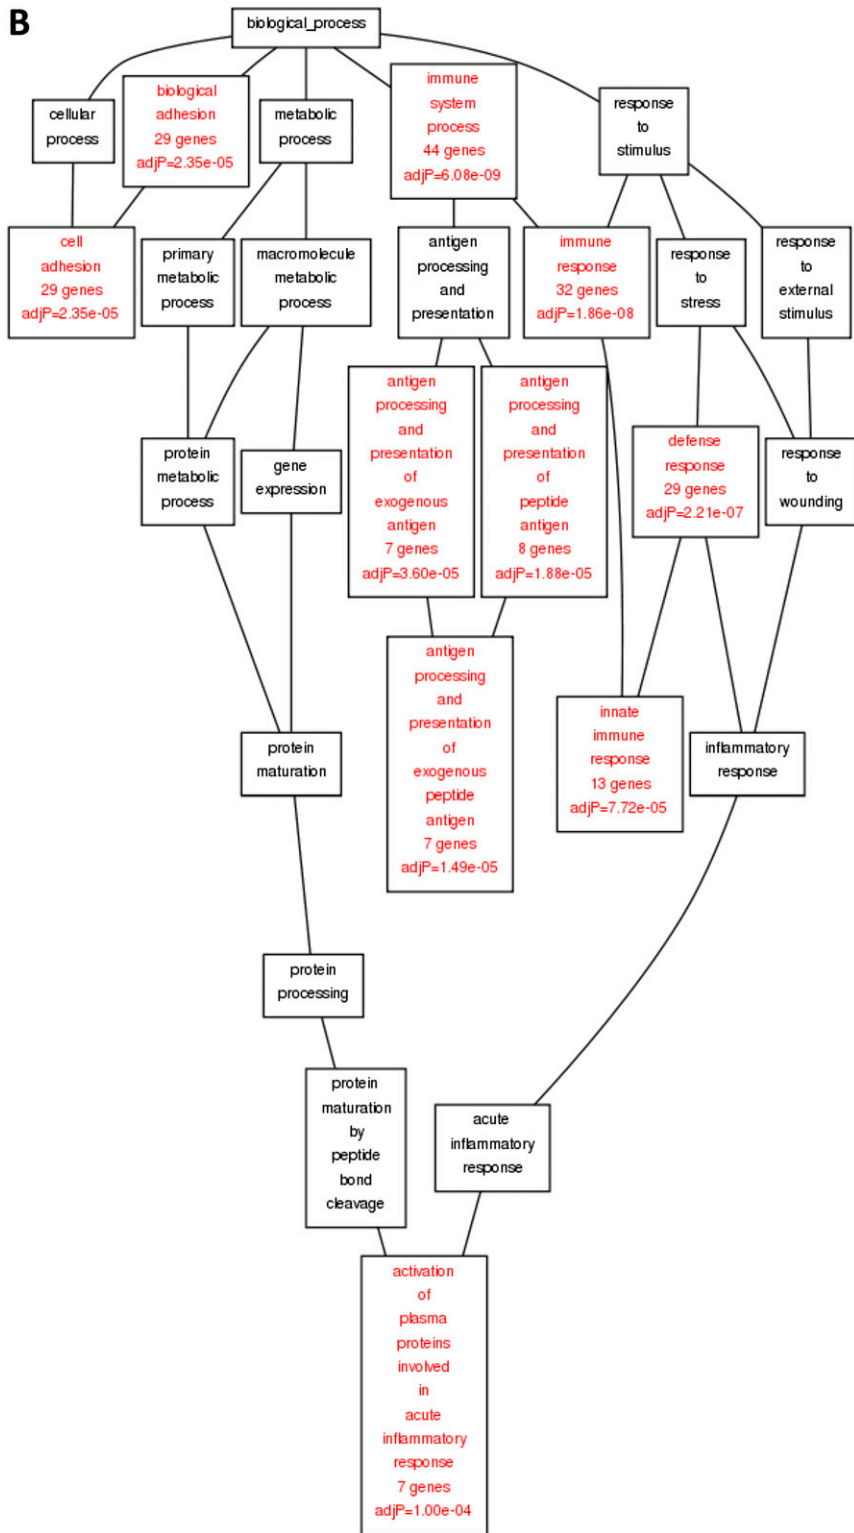 B
biological_process
cellular
process
biological
adhesion
29 genes
adjP=2.35e-05
metabolic
process
immune
system
process
44 genes
adjP=6.08e-09
response
to
stimulus
cell
adhesion
29 genes
adjP=2.35e-05
primary
metabolic
process
macromolecule
metabolic
process
antigen
processing
and
presentation
immune
response
32 genes
adjP=1.86e-08
response
to
stress
response
to
external
stimulus
protein
metabolic
process
gene
expression
antigen
processing
and
presentation
of
exogenous
antigen
7 genes
adjP=3.60e-05
antigen
processing
and
presentation
of
peptide
antigen
8 genes
adjP=1.88e-05
defense
response
29 genes
adjP=2.21e-07
response
to
wounding
protein
maturation
antigen
processing
and
presentation
of
exogenous
peptide
antigen
7 genes
adjP=1.49e-05
innate
immune
response
13 genes
adjP=7.72e-05
inflammatory
response
protein
processing
protein
maturation
by
peptide
bond
cleavage
acute
inflammatory
response
activation
of
plasma
proteins
involved
in
acute
inflammatory
response
7 genes
adjP=1.00e-04